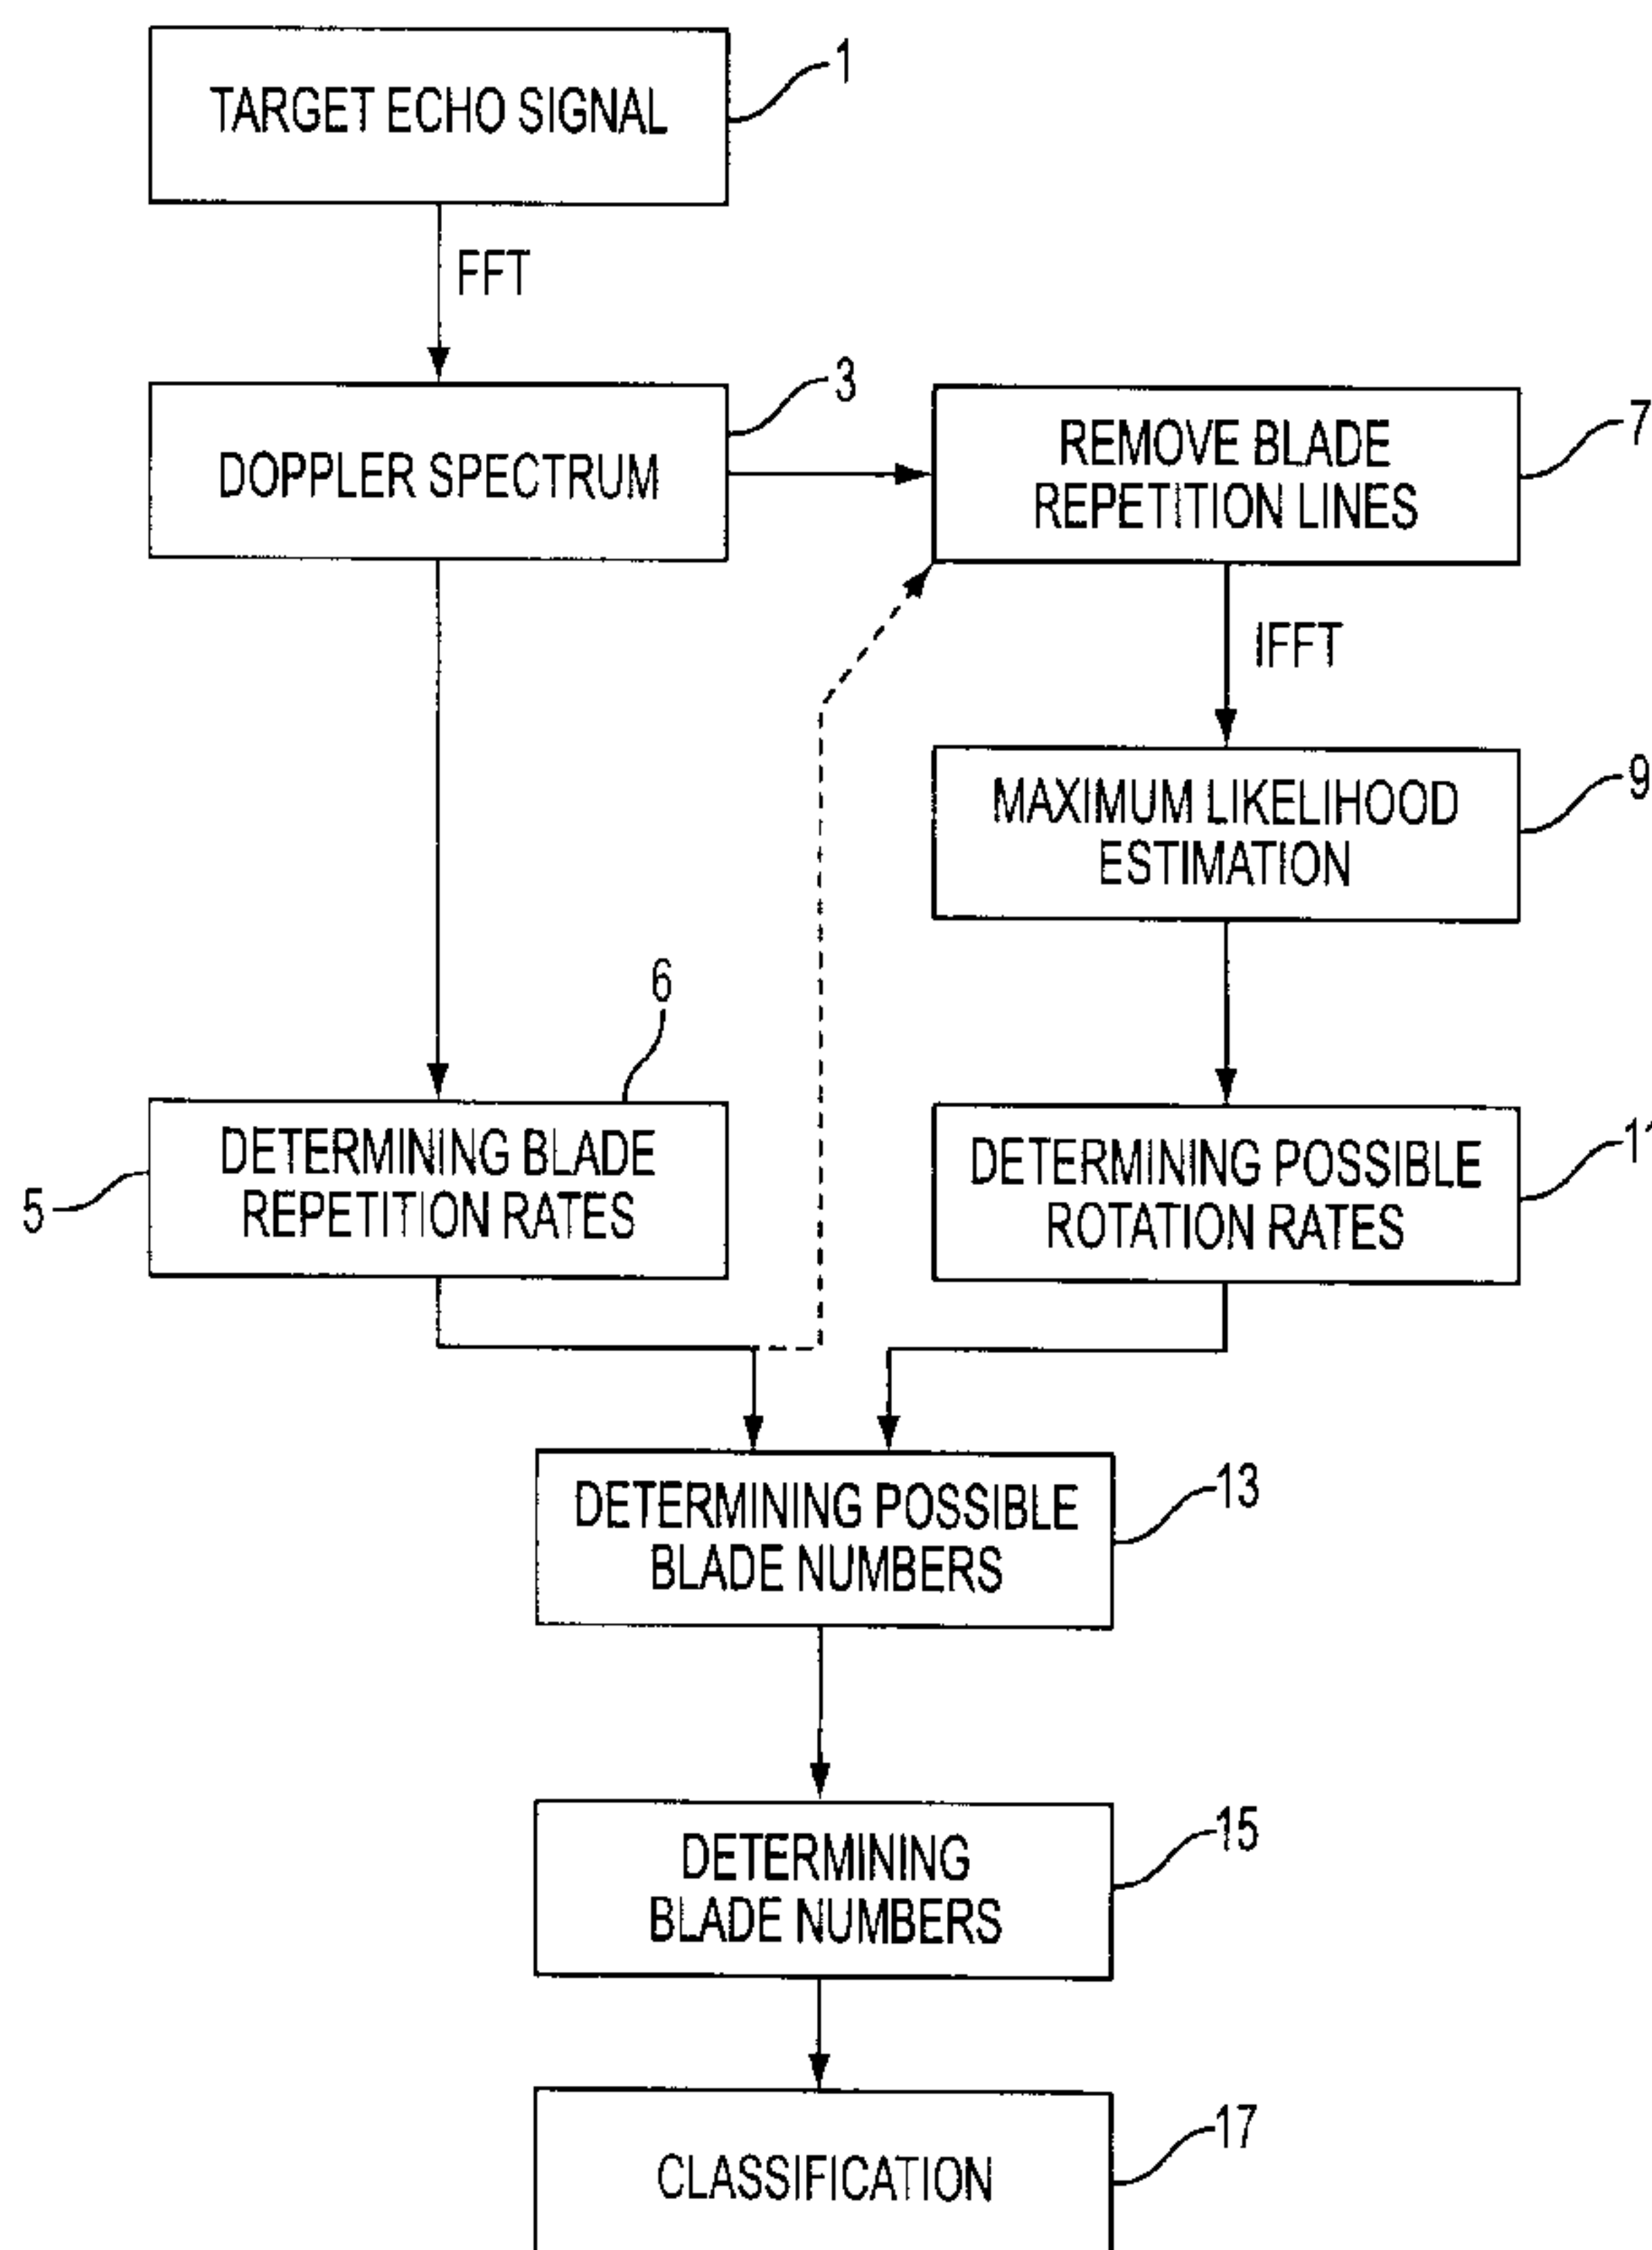 TARGET ECHO SIGNAL
1
FFT
DOPPLER SPECTRUM
3
REMOVE BLADE
REPETITION LINES
7
IFFT
MAXIMUM LIKELIHOOD
ESTIMATION
9
6
DETERMINING BLADE
REPETITION RATES
5
DETERMINING POSSIBLE
ROTATION RATES
11
DETERMINING POSSIBLE
BLADE NUMBERS
13
DETERMINING
BLADE NUMBERS
15
CLASSIFICATION
17